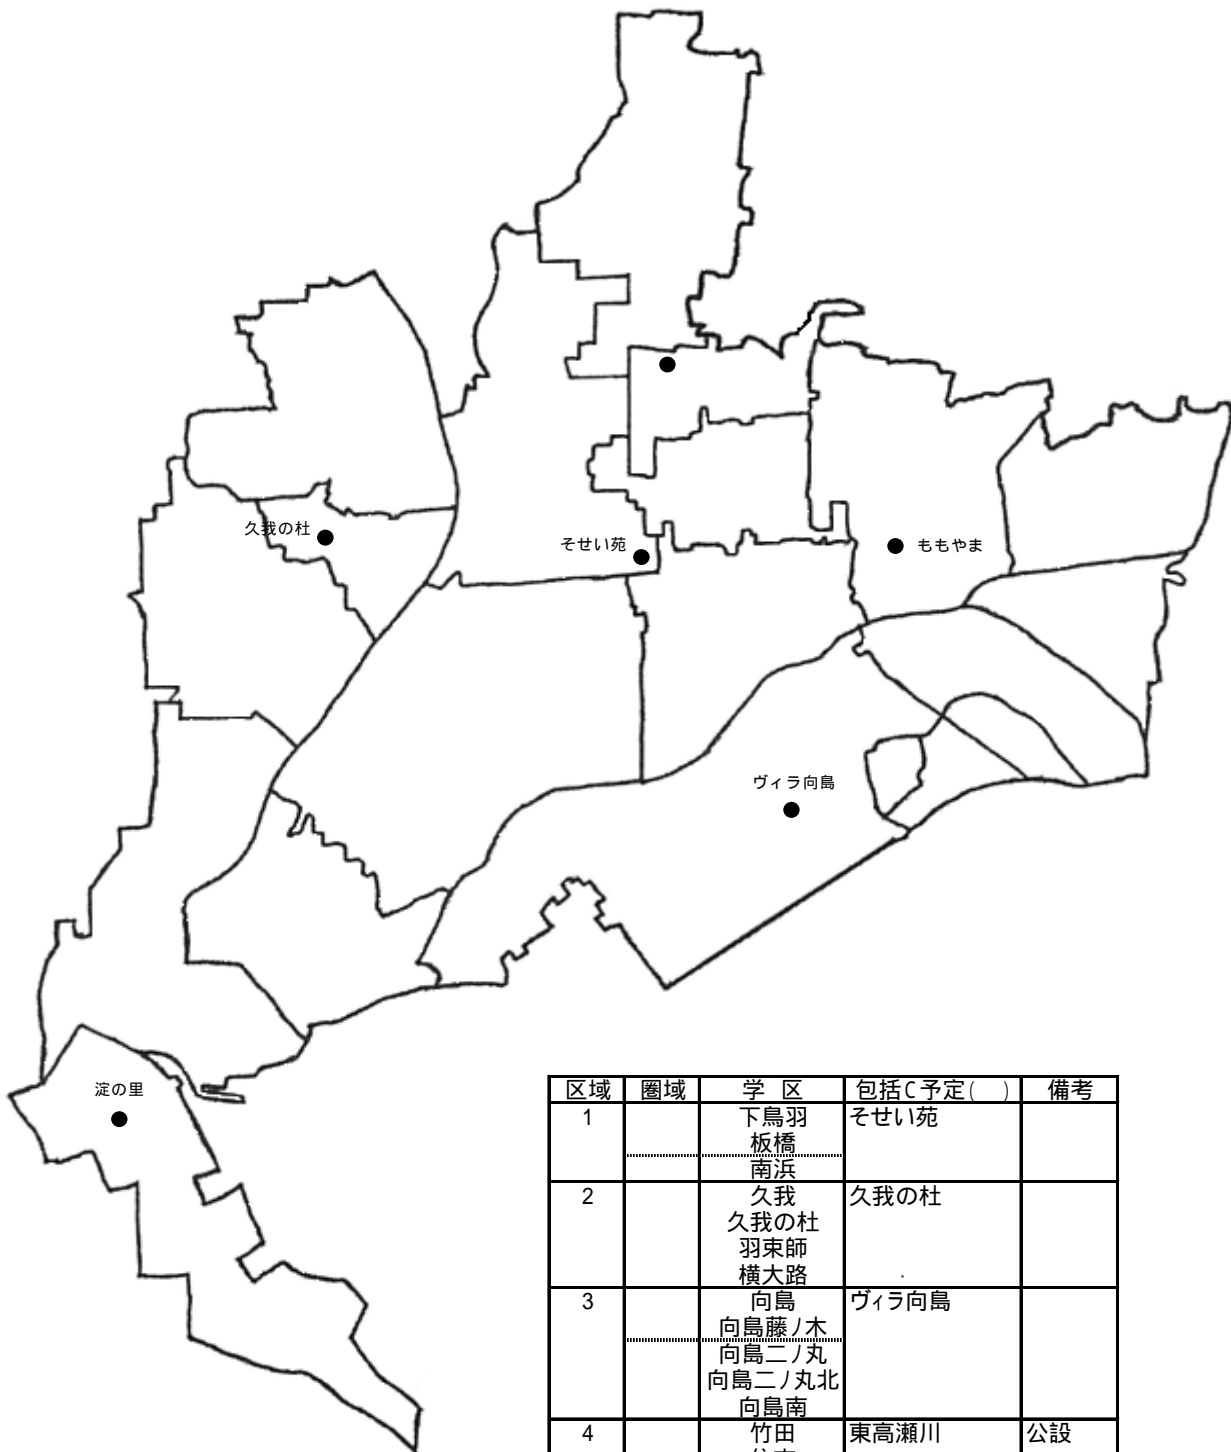 久我の杜
そせい苑
ももやま
ヴィラ向島
淀の里
区域 圏域 学 区 包括C予定( ) 備考
1 下鳥羽 そせい苑
板橋
南浜
2 久我 久我の杜
久我の杜
羽束師
横大路
3 向島 ヴィラ向島
向島藤ノ木
向島二ノ丸
向島二ノ丸北
向島南
4 竹田 東高瀬川 公設